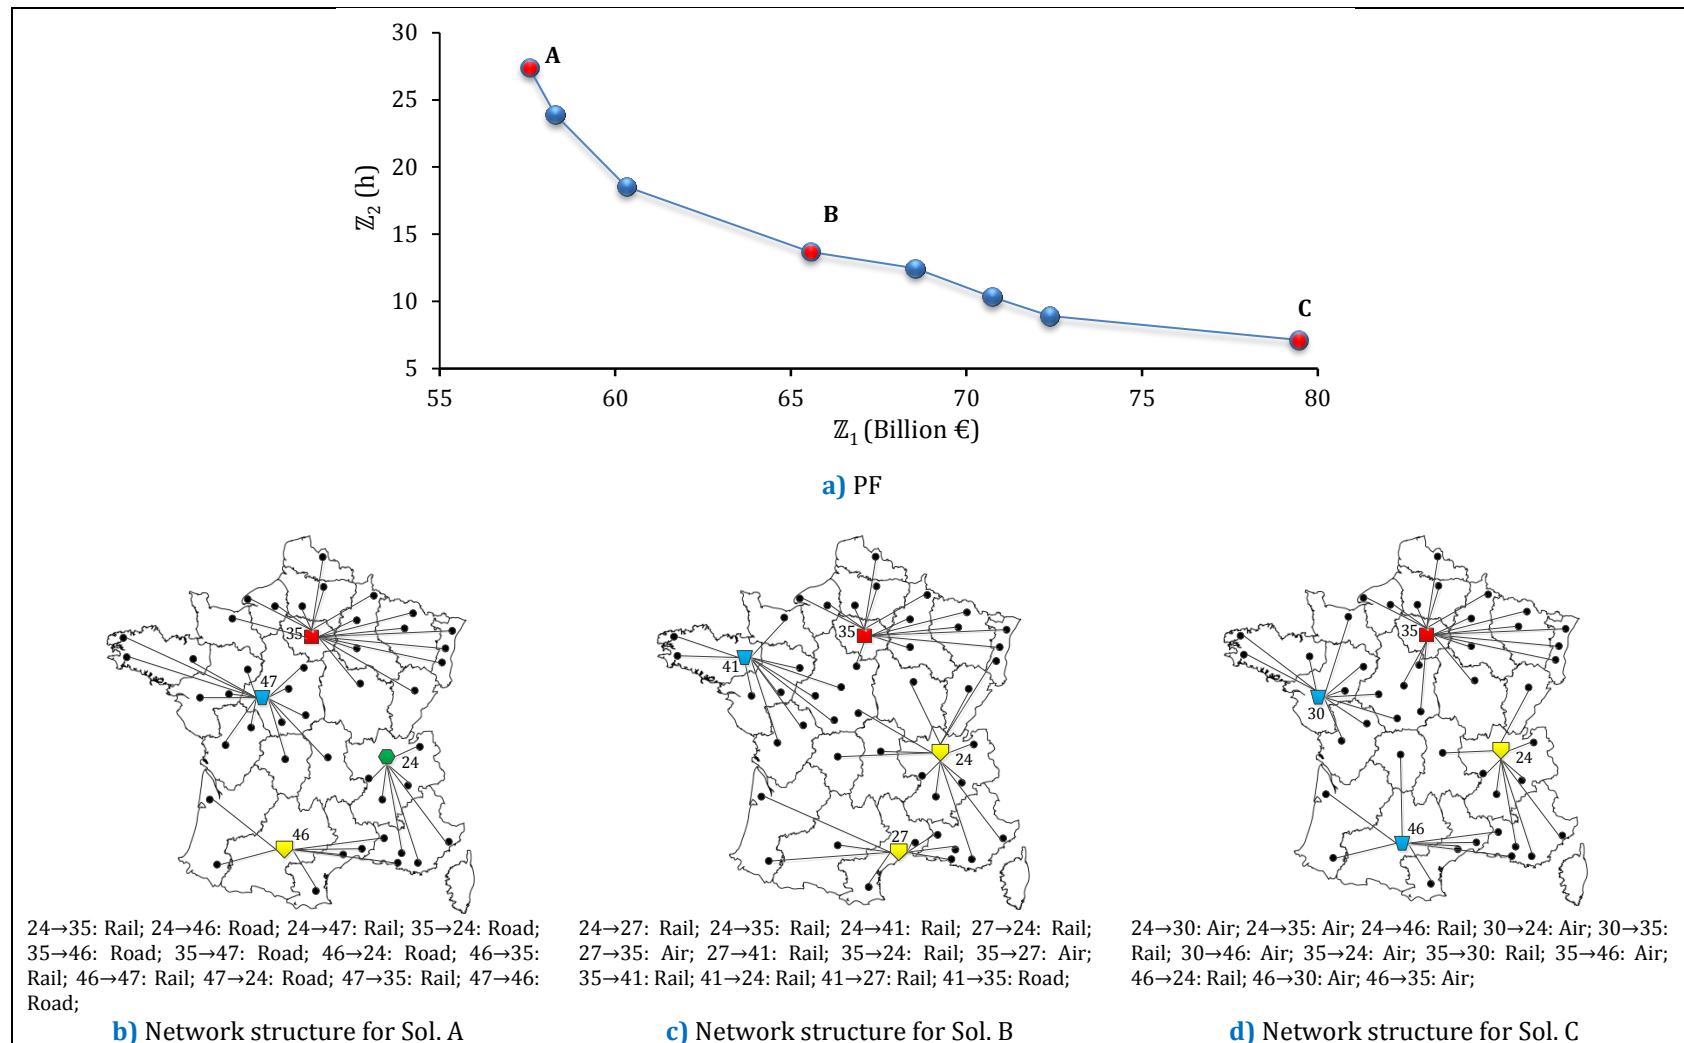 30
A
25
20
ℤ₂ (h)
B
15
10
C
5
55 60 65 70 75 80
ℤ₁ (Billion €)
a) PF
35
47
24
46
35
41
24
27
35
30
24
46
24→35: Rail; 24→46: Road; 24→47: Rail; 35→24: Road;
35→46: Road; 35→47: Road; 46→24: Road; 46→35:
Rail; 46→47: Rail; 47→24: Road; 47→35: Rail; 47→46:
Road;
b) Network structure for Sol. A
24→27: Rail; 24→35: Rail; 24→41: Rail; 27→24: Rail;
27→35: Air; 27→41: Rail; 35→24: Rail; 35→27: Air;
35→41: Rail; 41→24: Rail; 41→27: Rail; 41→35: Road;
c) Network structure for Sol. B
24→30: Air; 24→35: Air; 24→46: Rail; 30→24: Air; 30→35:
Rail; 30→46: Air; 35→24: Air; 35→30: Rail; 35→46: Air;
46→24: Rail; 46→30: Air; 46→35: Air;
d) Network structure for Sol. C